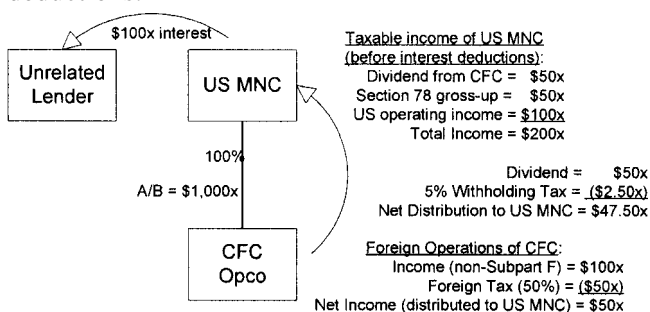 $100x interest
Unrelated
Lender
US MNC
100%
A/B = $1,000x
CFC
Opco
Taxable income of US MNC
(before interest deductions):
Dividend from CFC = $50x
Section 78 gross-up = $50x
US operating income = $100x
Total Income = $200x
Dividend = $50x
5% Withholding Tax = ($2.50x)
Net Distribution to US MNC = $47.50x
Foreign Operations of CFC:
Income (non-Subpart F) = $100x
Foreign Tax (50%) = ($50x)
Net Income (distributed to US MNC) = $50x